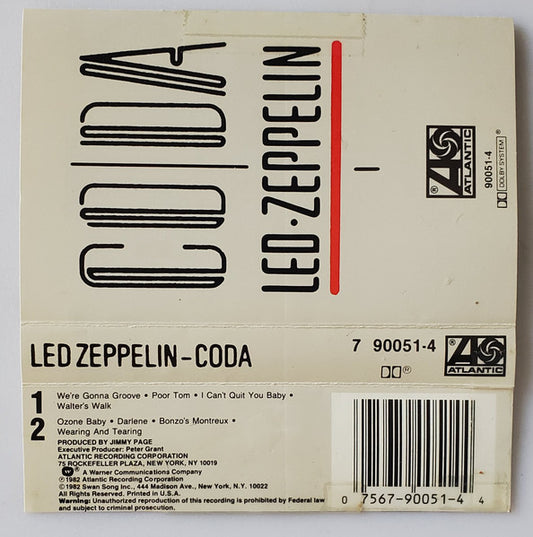 CODA
LED·ZEPPELIN
ATLANTIC®
90051-4
DOLBY SYSTEM®
LED ZEPPELIN–CODA
7 90051-4
®
ATLANTIC
1 We're Gonna Groove • Poor Tom • I Can't Quit You Baby •
Walter's Walk
2 Ozone Baby • Darlene • Bonzo's Montreux •
Wearing And Tearing
PRODUCED BY JIMMY PAGE
Executive Producer: Peter Grant
ATLANTIC RECORDING CORPORATION
75 ROCKEFELLER PLAZA, NEW YORK, NY 10019
® A Warner Communications Company
℗1982 Atlantic Recording Corporation
©1982 Swan Song Inc., 444 Madison Ave., New York, N.Y. 10022
All Rights Reserved. Printed in U.S.A.
Warning: Unauthorized reproduction of this recording is prohibited by Federal law
and subject to criminal prosecution.
0 7567-90051-4 4